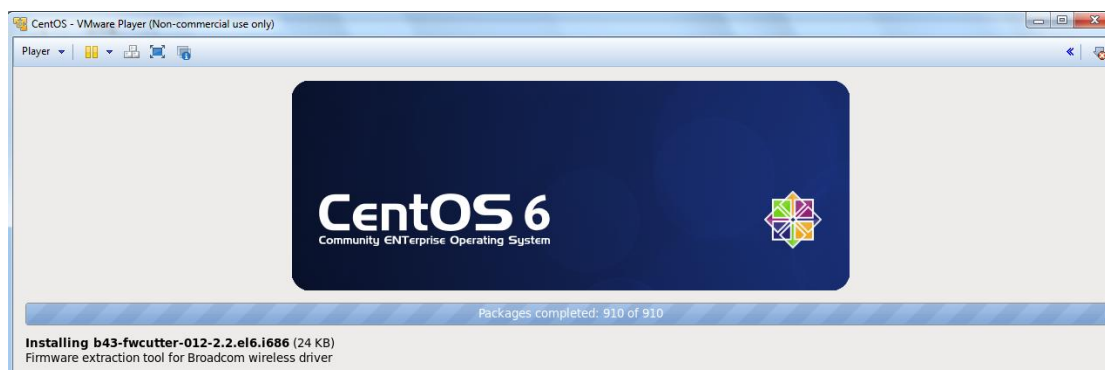 CentOS - VMware Player (Non-commercial use only)
Player
CentOS 6
Community ENTerprise Operating System
Packages completed: 910 of 910
Installing b43-fwcutter-012-2.2.el6.i686 (24 KB)
Firmware extraction tool for Broadcom wireless driver